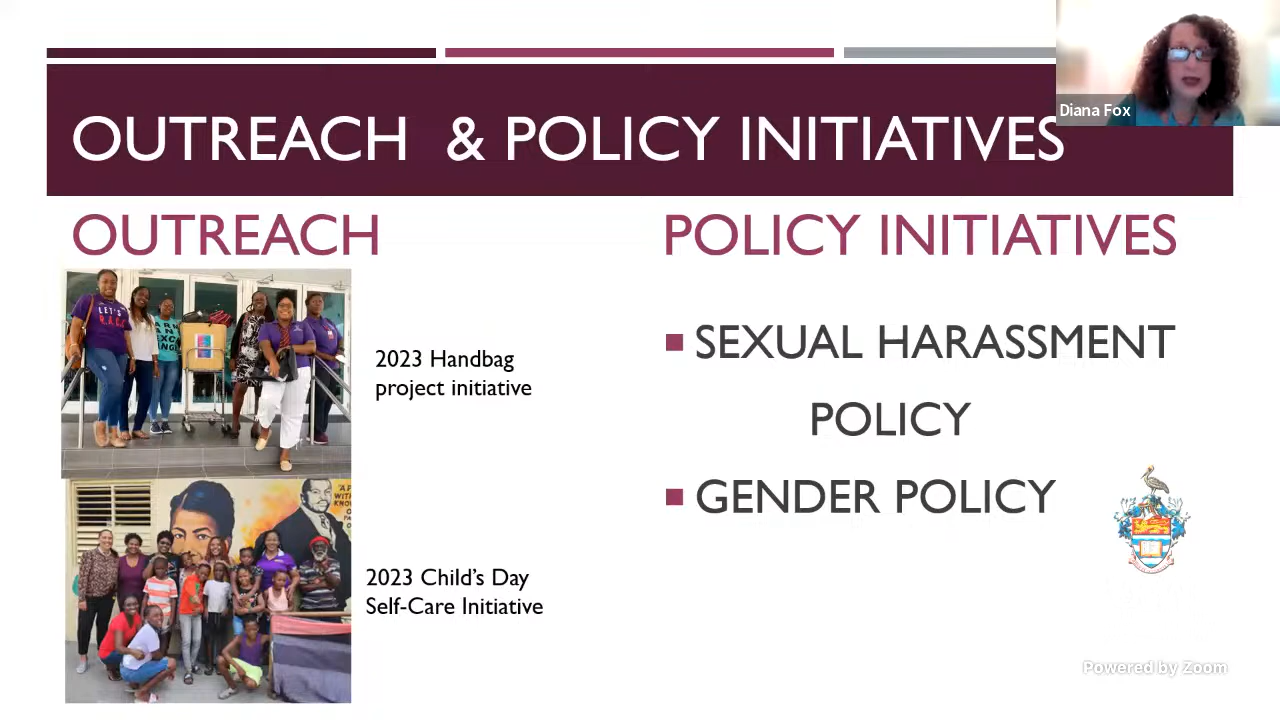 Diana Fox
OUTREACH & POLICY INITIATIVES
OUTREACH
LET'S
2023 Handbag
project initiative
2023 Child's Day
Self-Care Initiative
POLICY INITIATIVES
SEXUAL HARASSMENT
POLICY
GENDER POLICY
Powered by Zoom